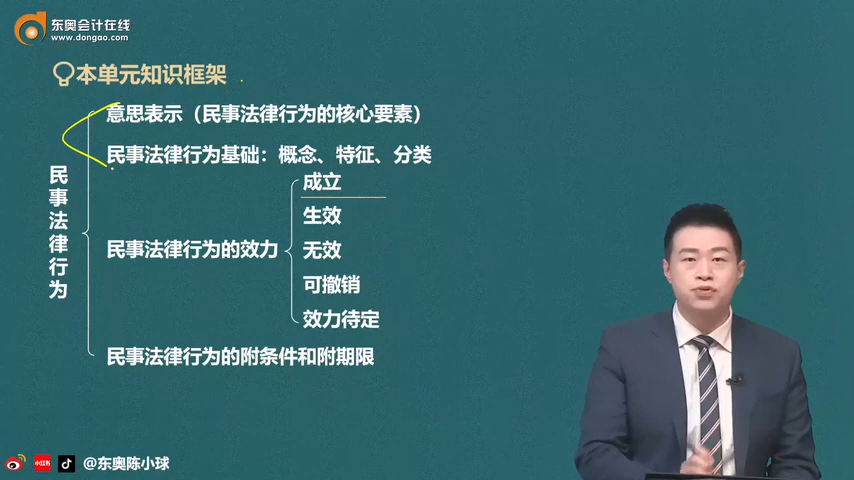 东奥会计在线
www.dongao.com
本单元知识框架
意思表示（民事法律行为的核心要素）
民事法律行为基础：概念、特征、分类
民事法律行为
民事法律行为的效力
成立
生效
无效
可撤销
效力待定
民事法律行为的附条件和附期限
小红书
@东奥陈小球